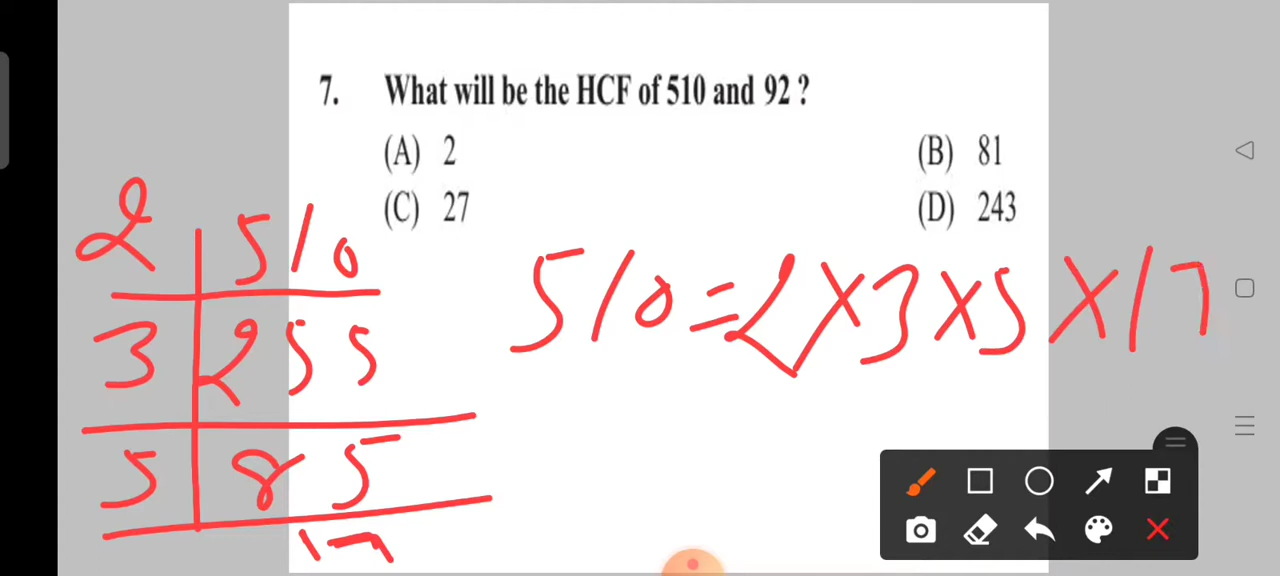 7. What will be the HCF of 510 and 92 ?
(A) 2 (B) 81
(C) 27 (D) 243
2 510
3 255
5 85
17
510=2×3×5×17